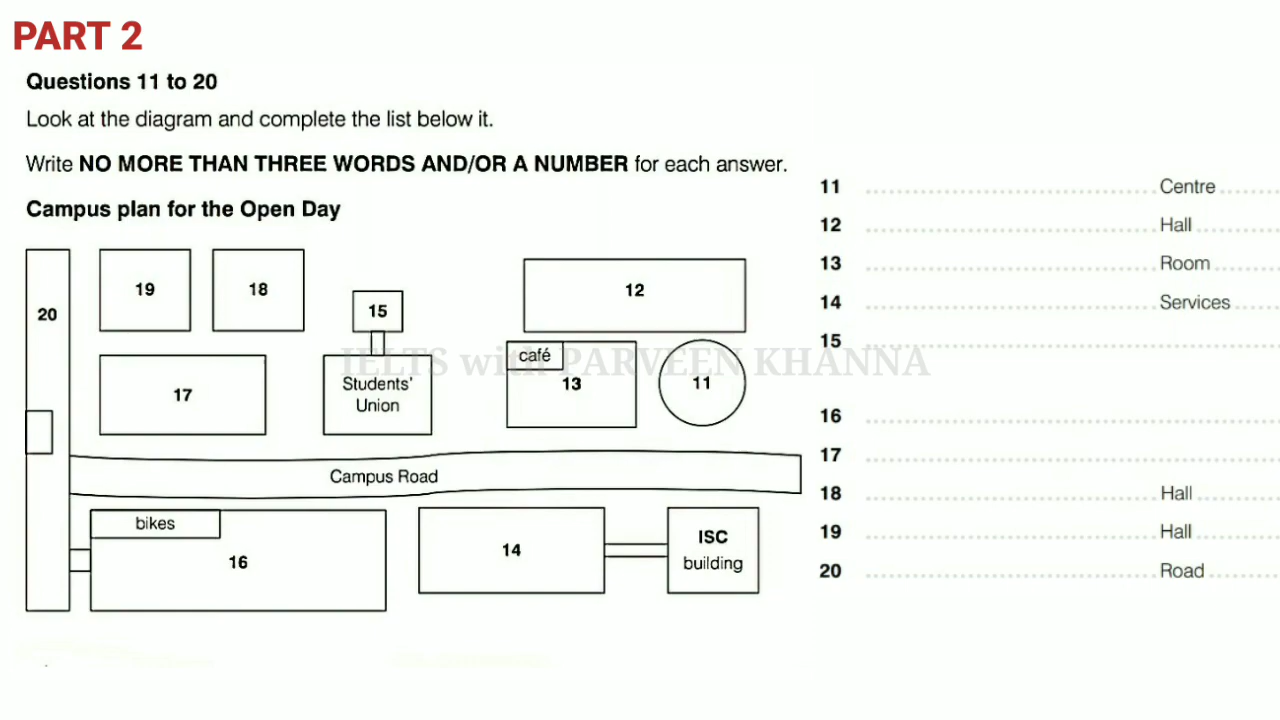 PART 2
Questions 11 to 20
Look at the diagram and complete the list below it.
Write NO MORE THAN THREE WORDS AND/OR A NUMBER for each answer.
Campus plan for the Open Day
19
18
20
15
12
café
13
11
17
Students'
Union
IELTS with PARVEEN KHANNA
Campus Road
bikes
16
14
ISC
building
11 ........ Centre ........
12 ........ Hall ........
13 ........ Room ........
14 ........ Services ........
15 ........
16 ........
17 ........
18 ........ Hall ........
19 ........ Hall ........
20 ........ Road ........